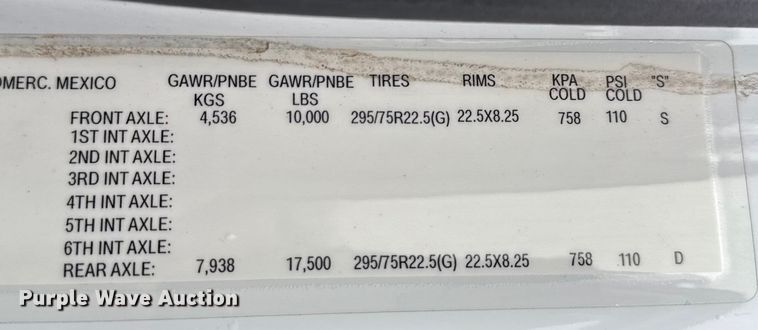 OMERC. MEXICO GAWR/PNBE GAWR/PNBE TIRES RIMS KPA PSI "S"
KGS LBS COLD COLD
FRONT AXLE: 4,536 10,000 295/75R22.5(G) 22.5X8.25 758 110 S
1ST INT AXLE:
2ND INT AXLE:
3RD INT AXLE:
4TH INT AXLE:
5TH INT AXLE:
6TH INT AXLE:
REAR AXLE: 7,938 17,500 295/75R22.5(G) 22.5X8.25 758 110 D
Purple Wave Auction